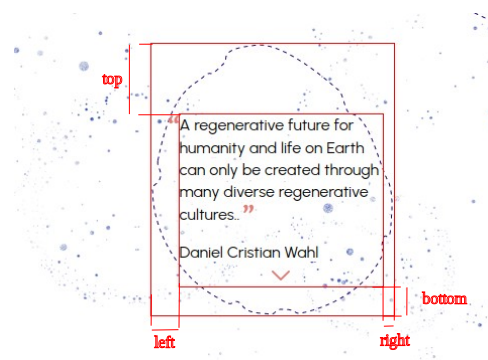 top
“A regenerative future for
humanity and life on Earth
can only be created through
many diverse regenerative
cultures..”
Daniel Cristian Wahl
bottom
left
right